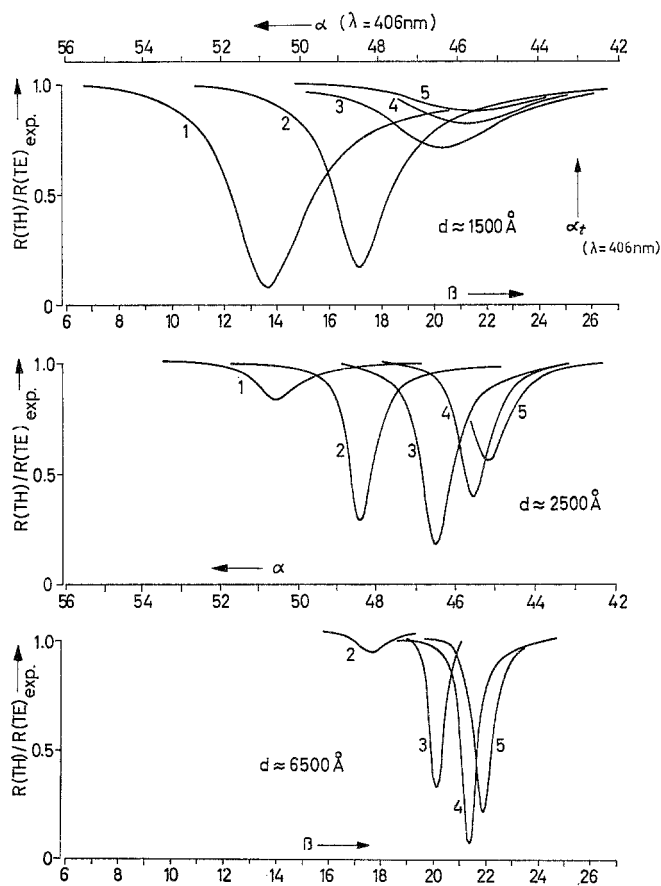 α (λ = 406nm)
56 54 52 50 48 46 44 42
R(TH)/R(TE)exp.
1.0
0.5
0
1 2 3 4 5
d ≈ 1500 Å
αt (λ = 406nm)
ß
6 8 10 12 14 16 18 20 22 24 26
R(TH)/R(TE)exp.
1.0
0.5
0
1 2 3 4 5
d ≈ 2500 Å
α
56 54 52 50 48 46 44 42
R(TH)/R(TE)exp.
1.0
0.5
0
2 3 4 5
d ≈ 6500 Å
ß
6 8 10 12 14 16 18 20 22 24 26